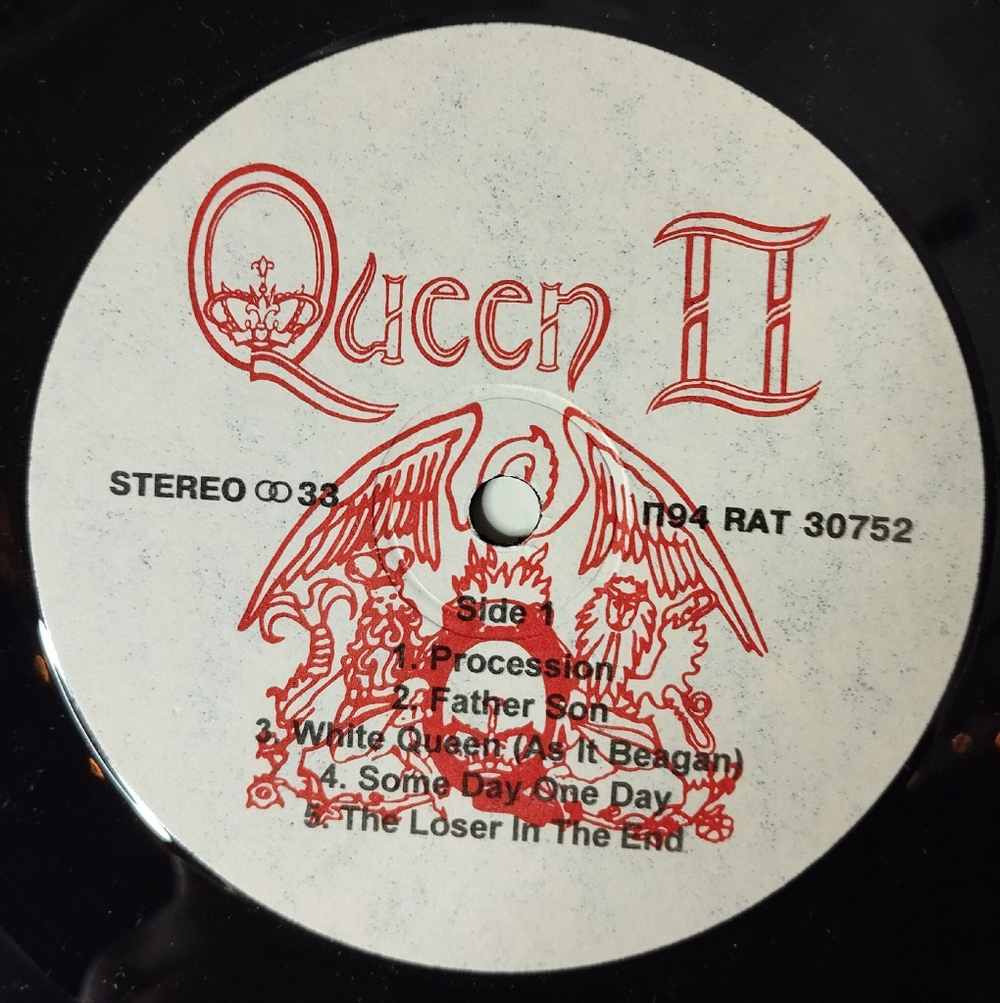 Queen II
STEREO 33
П94 RAT 30752
Side 1
1. Procession
2. Father Son
3. White Queen (As It Beagan)
4. Some Day One Day
5. The Loser In The End